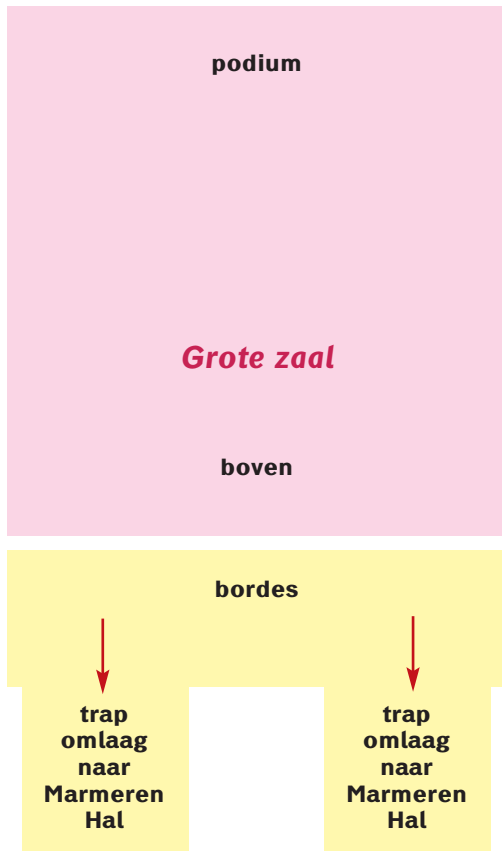 podium
Grote zaal
boven
bordes
trap
omlaag
naar
Marmeren
Hal
trap
omlaag
naar
Marmeren
Hal